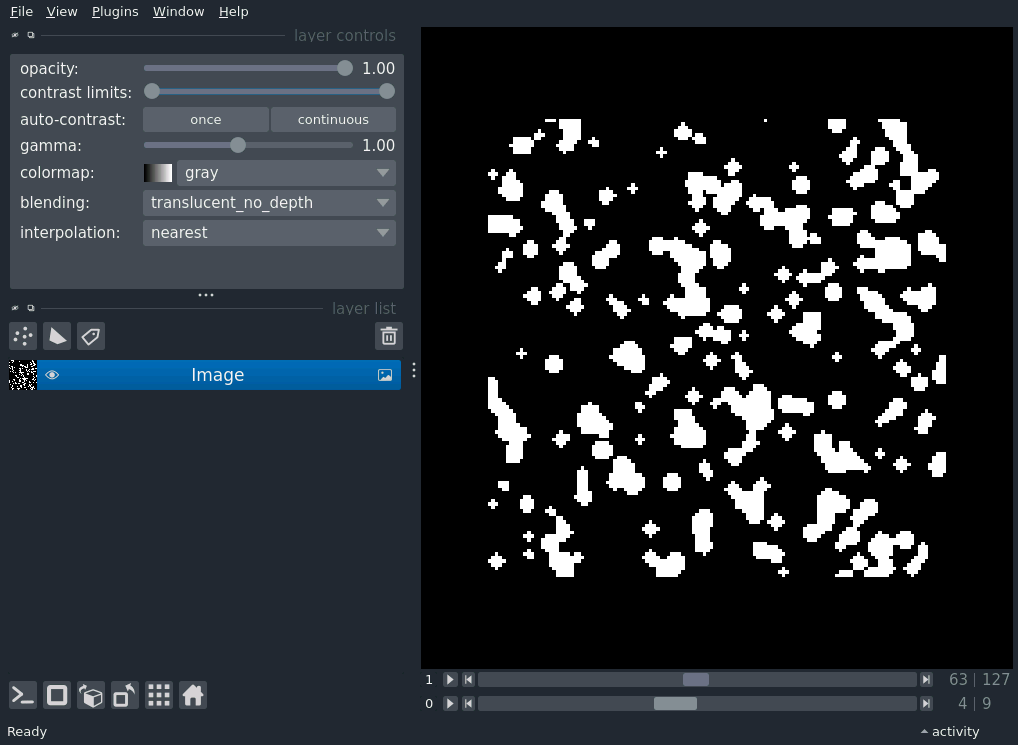 File View Plugins Window Help
layer controls
opacity: 1.00
contrast limits:
auto-contrast: once continuous
gamma: 1.00
colormap: gray
blending: translucent_no_depth
interpolation: nearest
layer list
Image
1 63 | 127
0 4 | 9
Ready activity